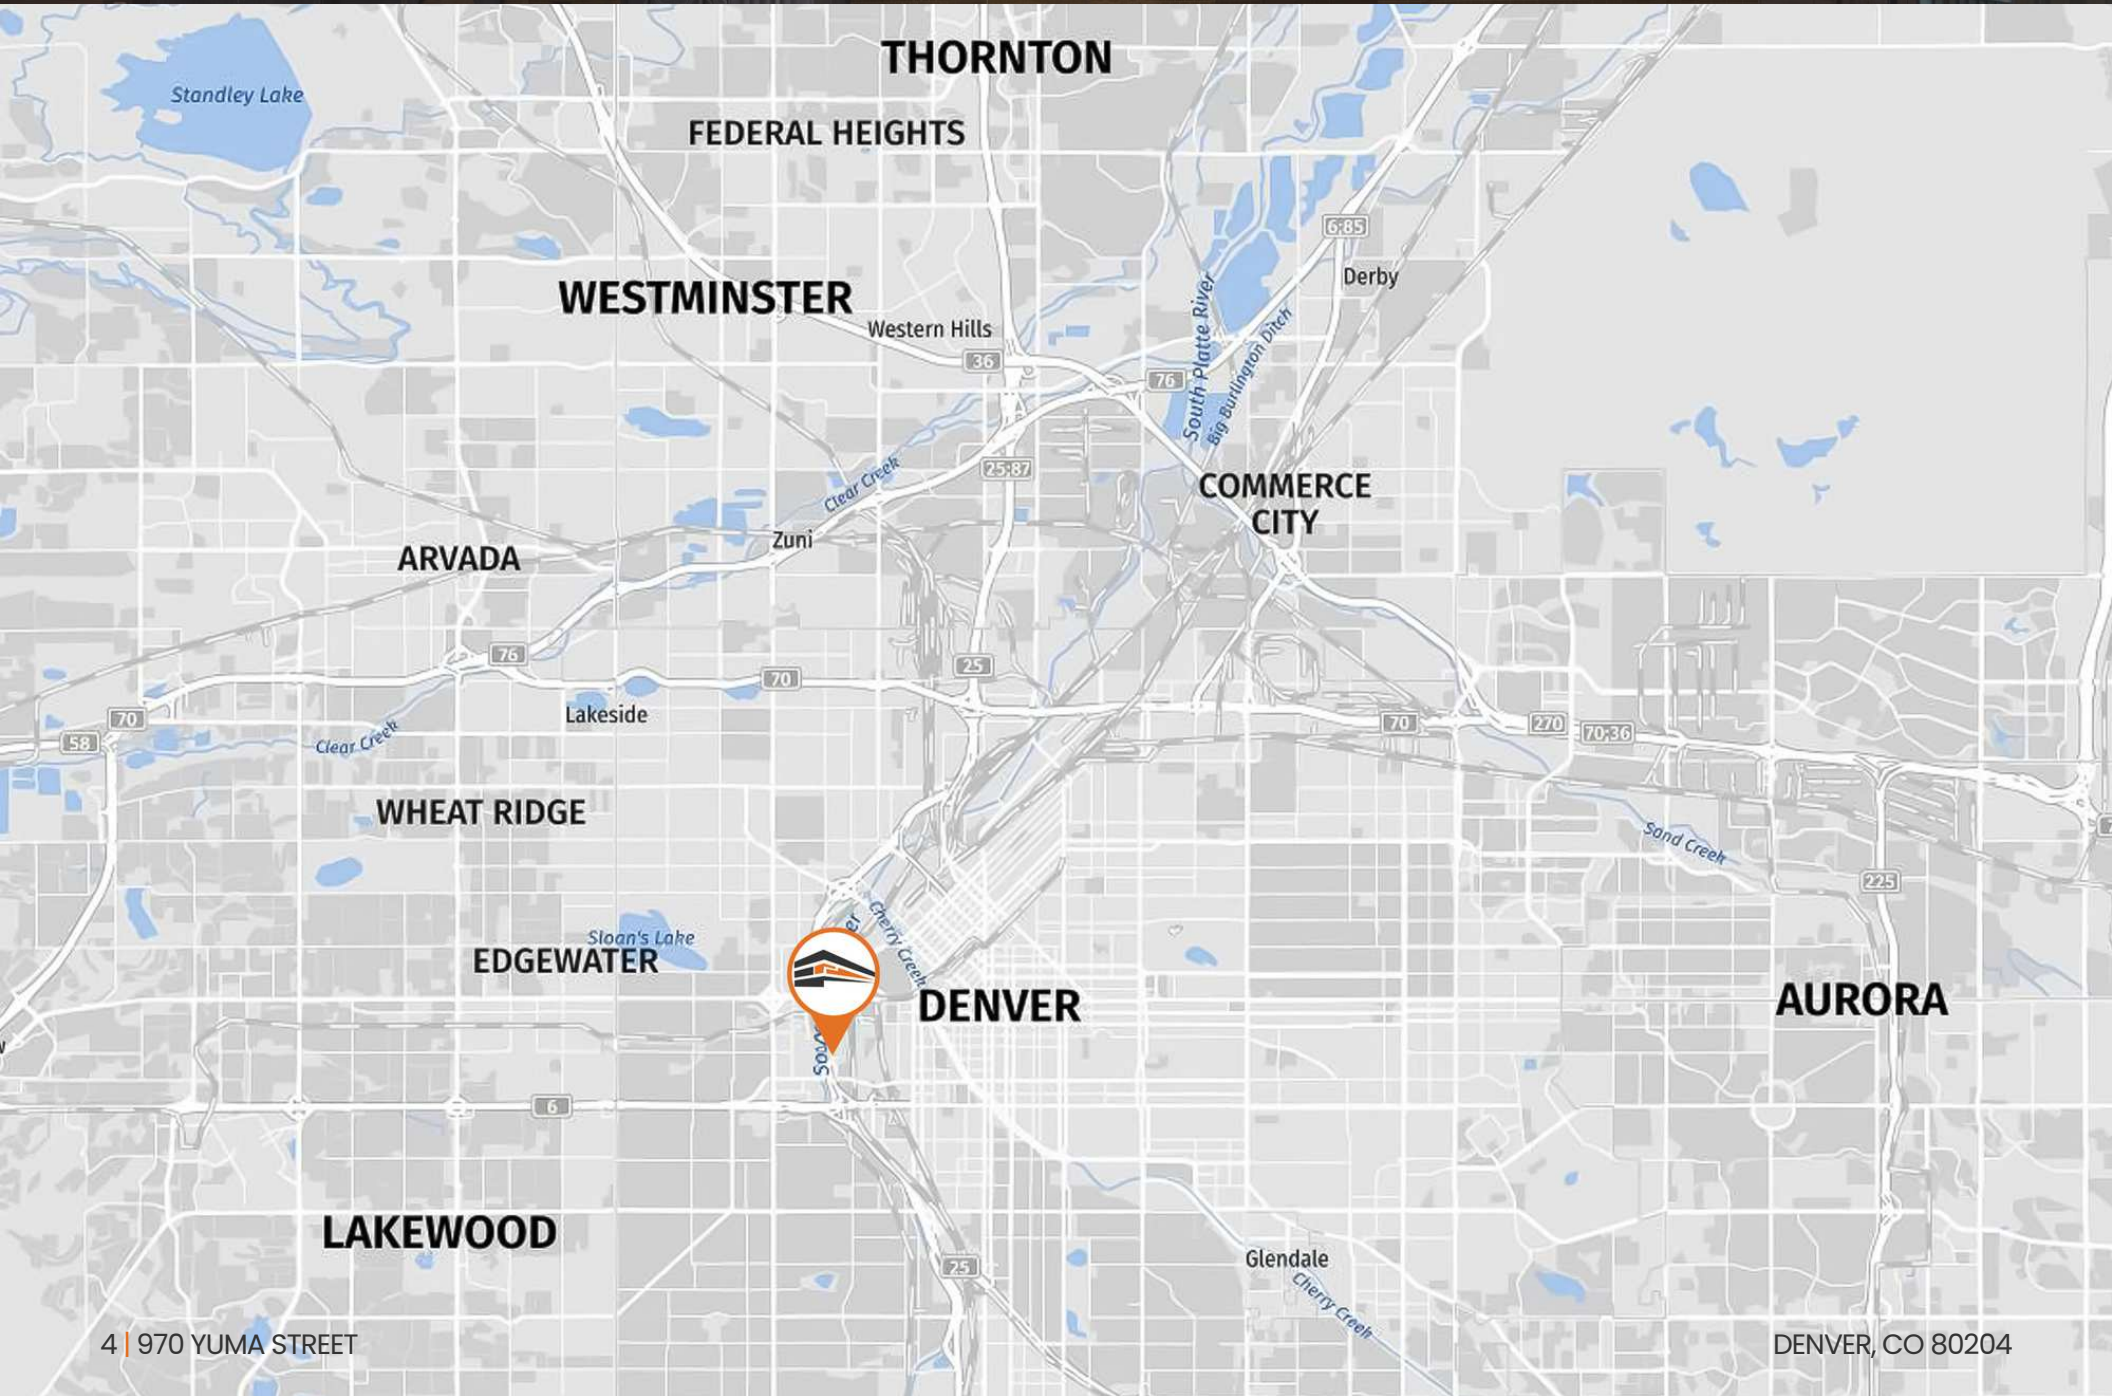 THORNTON
Standley Lake
FEDERAL HEIGHTS
6:85
Derby
WESTMINSTER
Western Hills
South Platte River
Big Burlington Ditch
36
76
25:87
Clear Creek
COMMERCE
CITY
Zuni
ARVADA
76
25
70
Lakeside
70
58
Clear Creek
70
270
70:36
WHEAT RIDGE
Sand Creek
225
Cherry Creek
Sloan's Lake
EDGEWATER
DENVER
AURORA
6
LAKEWOOD
25
Glendale
Cherry Creek
4 | 970 YUMA STREET
DENVER, CO 80204